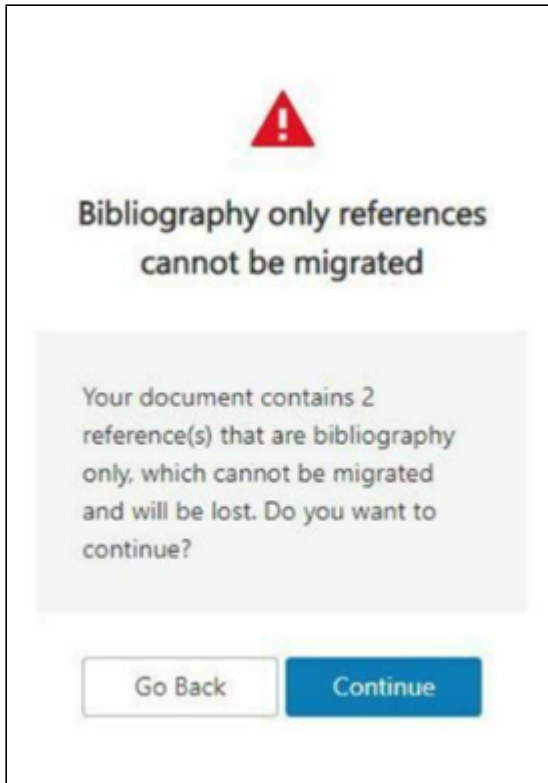 Bibliography only references
cannot be migrated
Your document contains 2
reference(s) that are bibliography
only, which cannot be migrated
and will be lost. Do you want to
continue?
Go Back
Continue